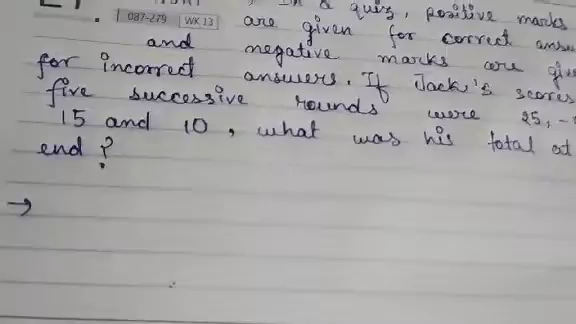 In a quiz, positive marks
087-279 WK 13 are given for correct
and negative marks are
for incorrect answers. If Jack's scores
five successive rounds were 25, -
15 and 10, what was his total at
end?
→